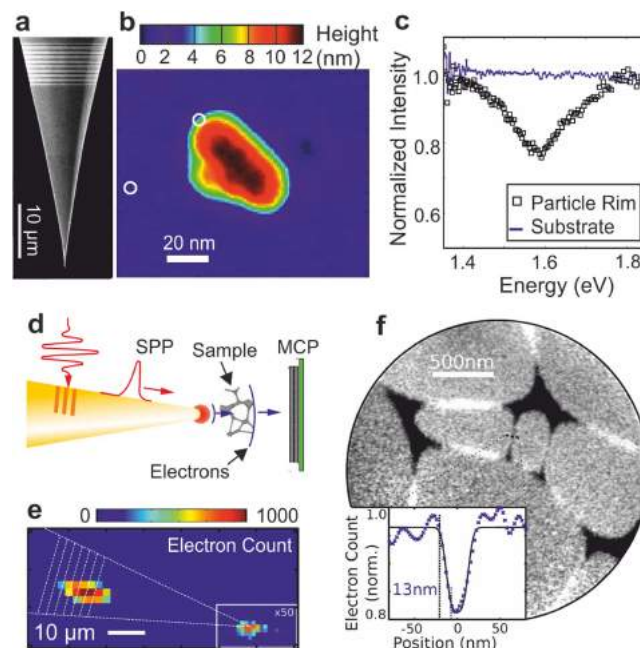 a
10 µm
b
Height
(nm)
0 2 4 6 8 10 12
20 nm
c
Normalized Intensity
1.0
0.8
0.6
Particle Rim
Substrate
1.4 1.6 1.8
Energy (eV)
d
SPP
Sample
MCP
Electrons
e
0 1000
Electron Count
x50
10 µm
f
500nm
Electron Count
(norm.)
1.0
0.8
13nm
-50 0 50
Position (nm)